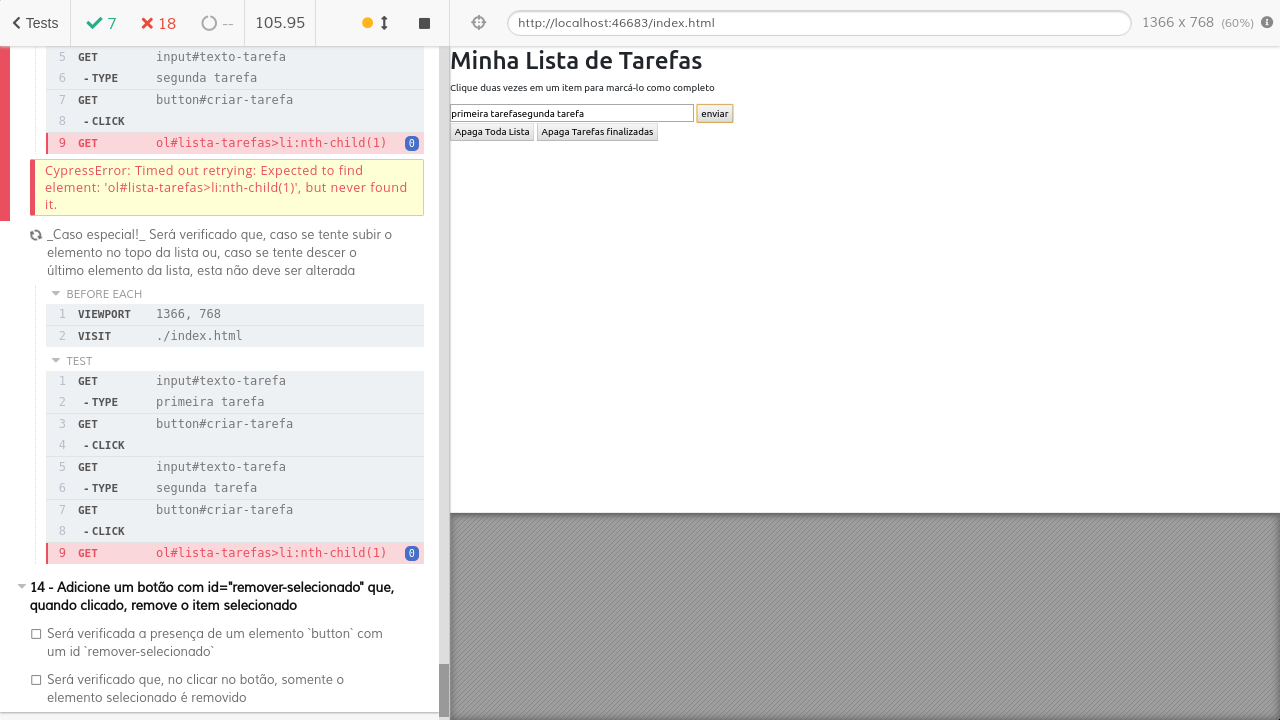 Tests 7 18 -- 105.95
5 GET input#texto-tarefa
6 -TYPE segunda tarefa
7 GET button#criar-tarefa
8 -CLICK
9 GET ol#lista-tarefas>li:nth-child(1) 0
CypressError: Timed out retrying: Expected to find
element: 'ol#lista-tarefas>li:nth-child(1)', but never found
it.
_Caso especial!_ Será verificado que, caso se tente subir o
elemento no topo da lista ou, caso se tente descer o
último elemento da lista, esta não deve ser alterada
BEFORE EACH
1 VIEWPORT 1366, 768
2 VISIT ./index.html
TEST
1 GET input#texto-tarefa
2 -TYPE primeira tarefa
3 GET button#criar-tarefa
4 -CLICK
5 GET input#texto-tarefa
6 -TYPE segunda tarefa
7 GET button#criar-tarefa
8 -CLICK
9 GET ol#lista-tarefas>li:nth-child(1) 0
14 - Adicione um botão com id="remover-selecionado" que,
quando clicado, remove o item selecionado
Será verificada a presença de um elemento `button` com
um id `remover-selecionado`
Será verificado que, no clicar no botão, somente o
elemento selecionado é removido
http://localhost:46683/index.html 1366 x 768 (60%)
Minha Lista de Tarefas
Clique duas vezes em um item para marcá-lo como completo
primeira tarefasegunda tarefa enviar
Apaga Toda Lista Apaga Tarefas finalizadas